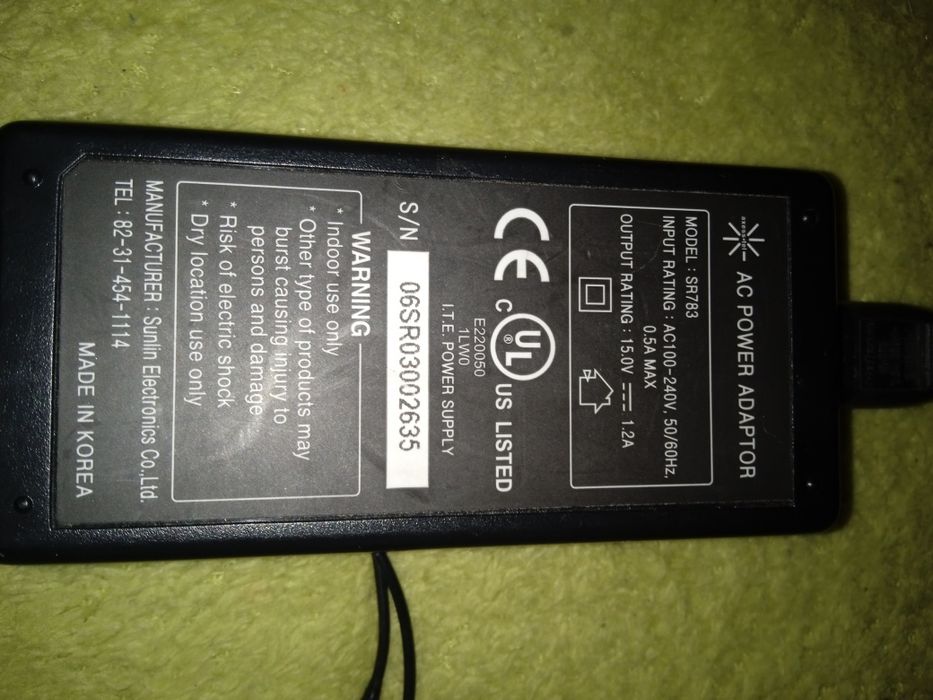 AC POWER ADAPTOR
MODEL : SR783
INPUT RATING : AC100-240V, 50/60Hz,
0.5A MAX
OUTPUT RATING : 15.0V ⎓ 1.2A
CE
C UL® US LISTED
E220050
1LW0
I.T.E. POWER SUPPLY
S/N 06SR03002635
WARNING
* Indoor use only
* Other type of products may
burst causing injury to
persons and damage
* Risk of electric shock
* Dry location use only
MANUFACTURER : Sunlin Electronics Co.,Ltd.
TEL : 82-31-454-1114
MADE IN KOREA